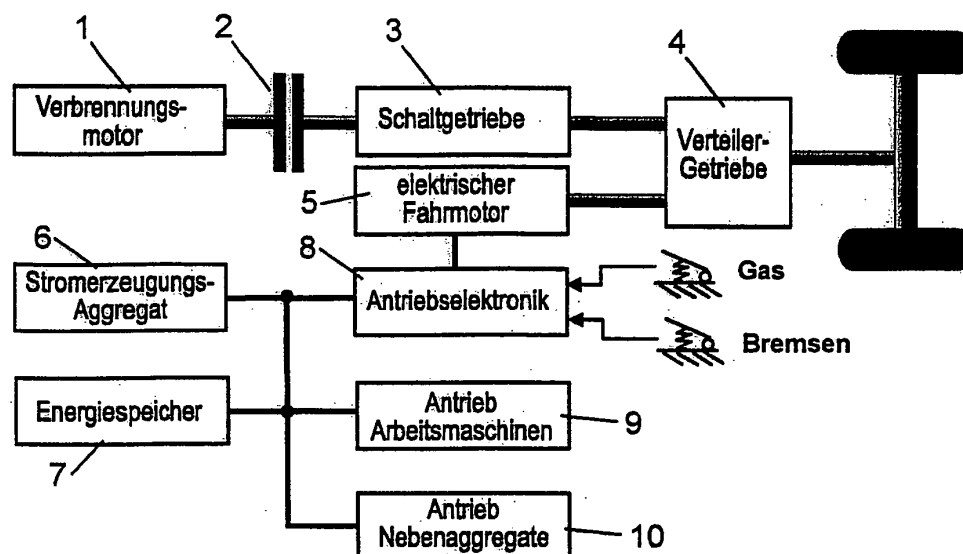 1
2
3
4
Verbrennungs-
motor
Schaltgetriebe
Verteiler-
Getriebe
5
elektrischer
Fahrmotor
6
8
Stromerzeugungs-
Aggregat
Antriebselektronik
Gas
Bremsen
Energiespeicher
7
Antrieb
Arbeitsmaschinen
9
Antrieb
Nebenaggregate
10